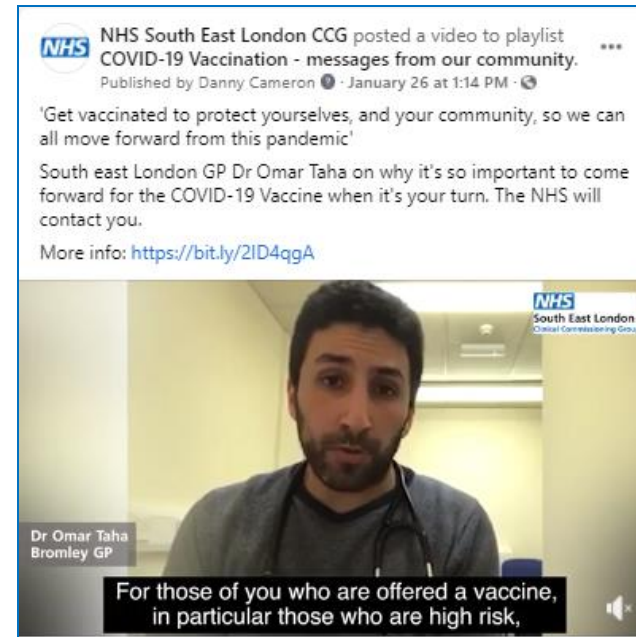 NHS
NHS South East London CCG posted a video to playlist
COVID-19 Vaccination - messages from our community.
Published by Danny Cameron · January 26 at 1:14 PM ·
'Get vaccinated to protect yourselves, and your community, so we can
all move forward from this pandemic'
South east London GP Dr Omar Taha on why it's so important to come
forward for the COVID-19 Vaccine when it's your turn. The NHS will
contact you.
More info: https://bit.ly/2ID4qgA
NHS
South East London
Clinical Commissioning Grou
Dr Omar Taha
Bromley GP
For those of you who are offered a vaccine,
in particular those who are high risk,